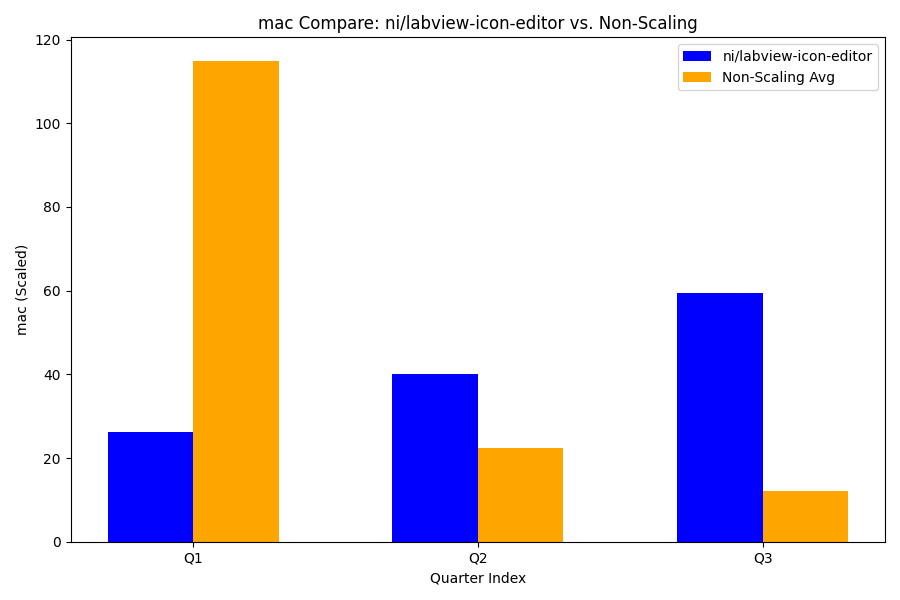 mac Compare: ni/labview-icon-editor vs. Non-Scaling
ni/labview-icon-editor
Non-Scaling Avg
mac (Scaled)
120
100
80
60
40
20
0
Q1 Q2 Q3
Quarter Index